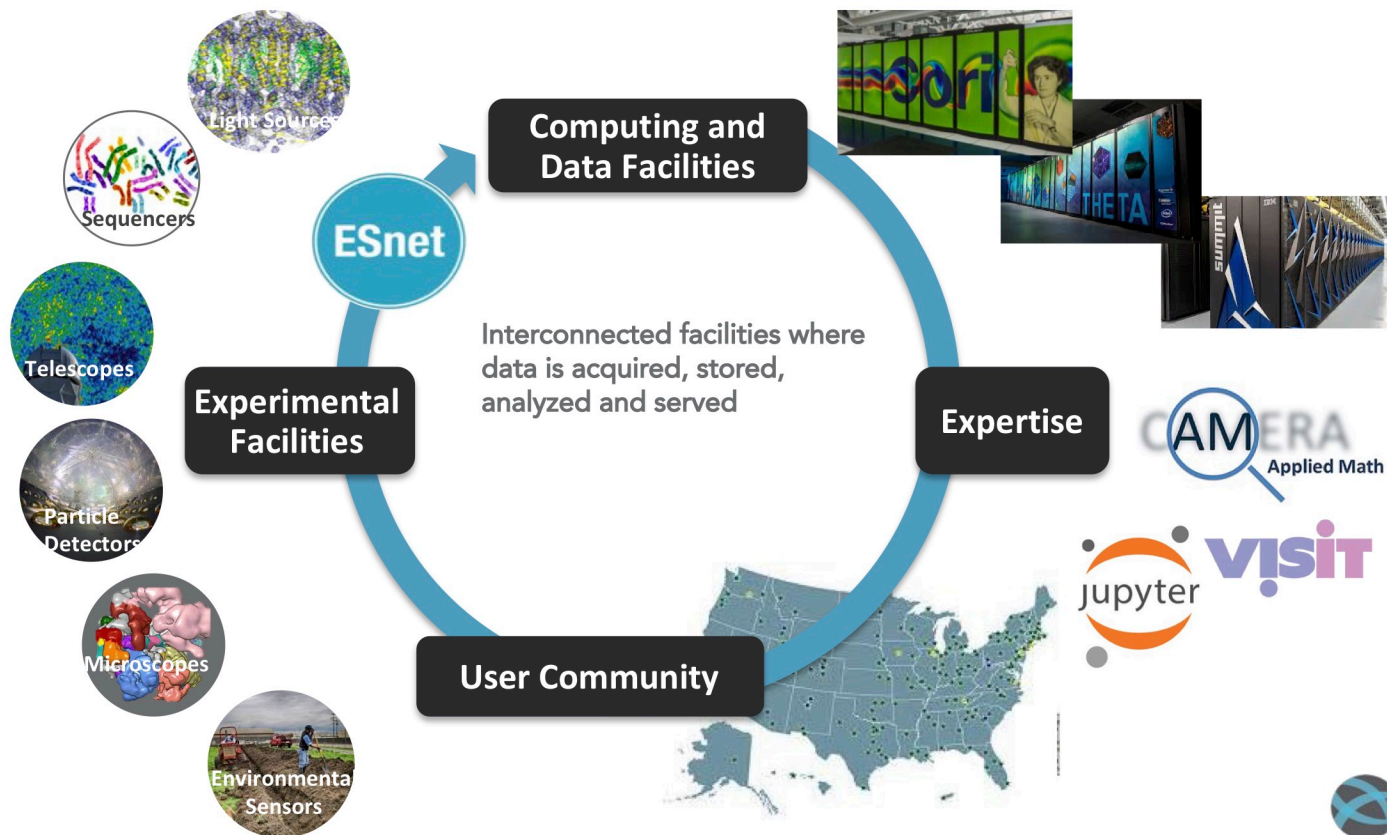 Light Sources
Sequencers
Telescopes
Particle
Detectors
Microscopes
Environmenta
Sensors
ESnet
Computing and
Data Facilities
cori
THETA
summit
IBM
Interconnected facilities where
data is acquired, stored,
analyzed and served
Experimental
Facilities
Expertise
CAMERA
Applied Math
jupyter
VISIT
User Community